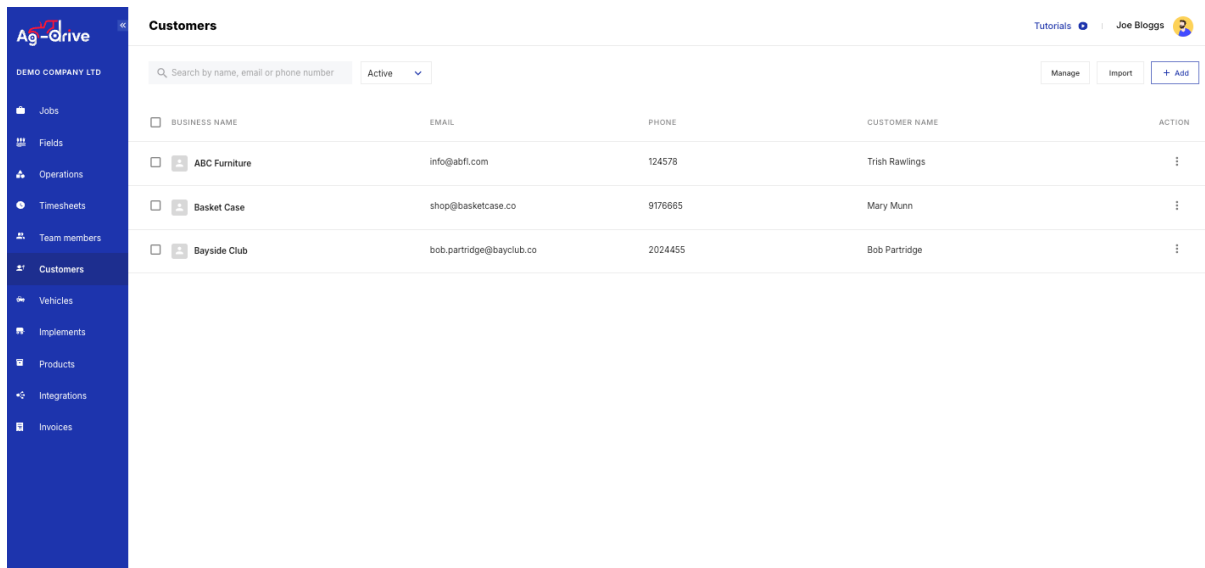 Ag-drive
«
Customers
Tutorials
Joe Bloggs
DEMO COMPANY LTD
Search by name, email or phone number
Active
Manage
Import
+ Add
Jobs
Fields
Operations
Timesheets
Team members
Customers
Vehicles
Implements
Products
Integrations
Invoices
BUSINESS NAME EMAIL PHONE CUSTOMER NAME ACTION
ABC Furniture info@abfl.com 124578 Trish Rawlings
Basket Case shop@basketcase.co 9176665 Mary Munn
Bayside Club bob.partridge@bayclub.co 2024455 Bob Partridge